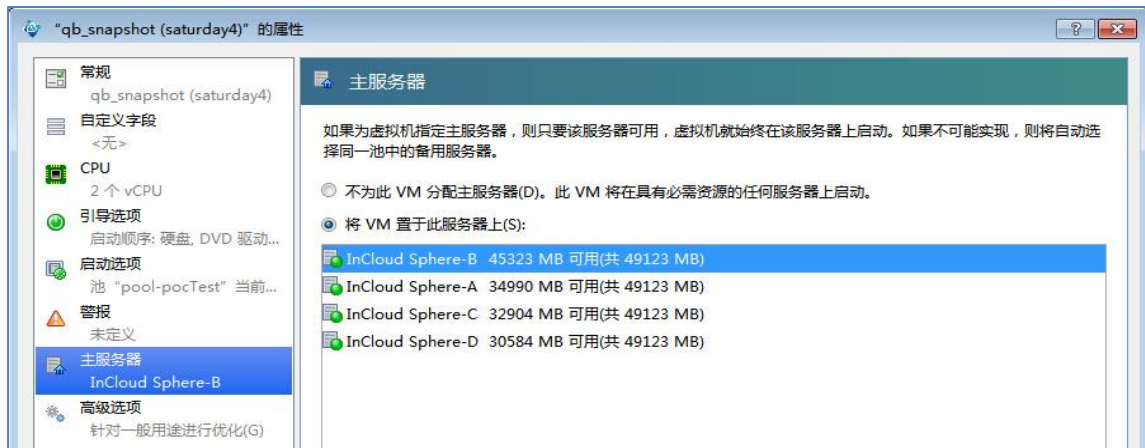 “qb_snapshot (saturday4)”的属性
常规
qb_snapshot (saturday4)
自定义字段
<无>
CPU
2 个 vCPU
引导选项
启动顺序: 硬盘, DVD 驱动...
启动选项
池 “pool-pocTest” 当前...
警报
未定义
主服务器
InCloud Sphere-B
高级选项
针对一般用途进行优化(G)
主服务器
如果为虚拟机指定主服务器，则只要该服务器可用，虚拟机就始终在该服务器上启动。如果不可能实现，则将自动选
择同一池中的备用服务器。
不为此 VM 分配主服务器(D)。此 VM 将在具有必需资源的任何服务器上启动。
将 VM 置于此服务器上(S):
InCloud Sphere-B 45323 MB 可用(共 49123 MB)
InCloud Sphere-A 34990 MB 可用(共 49123 MB)
InCloud Sphere-C 32904 MB 可用(共 49123 MB)
InCloud Sphere-D 30584 MB 可用(共 49123 MB)